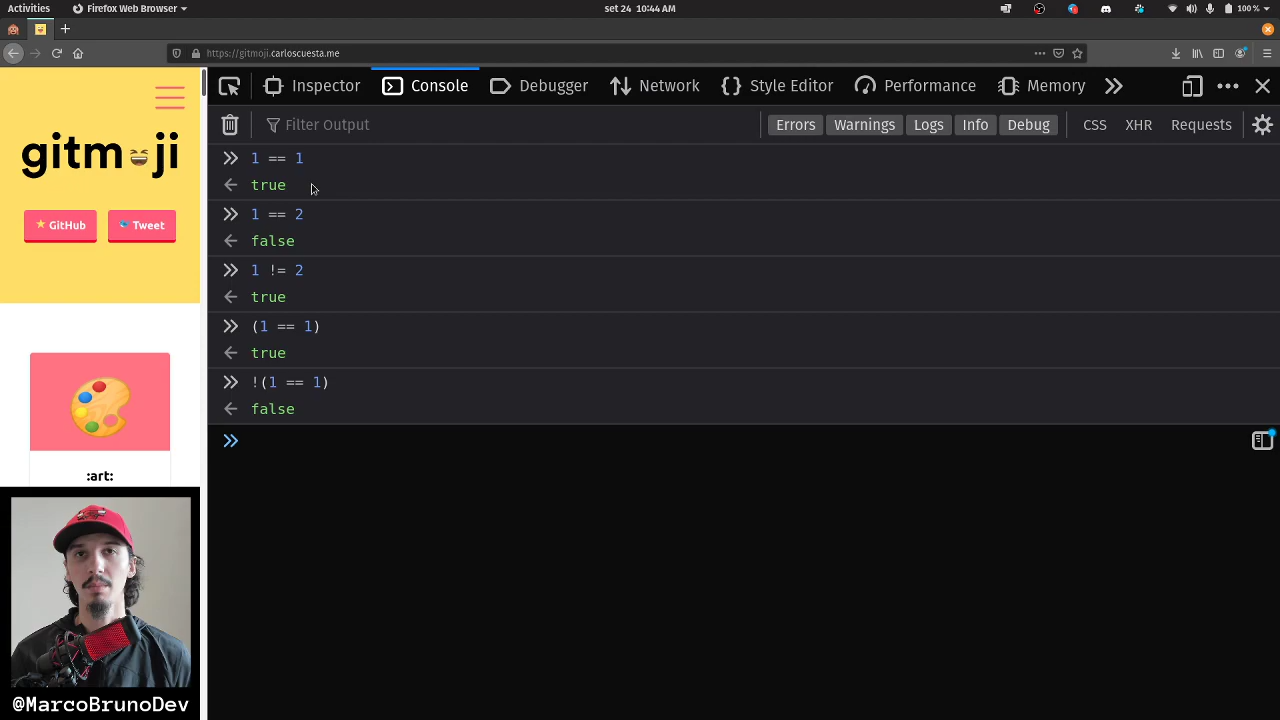 Activities
Firefox Web Browser
set 24 10:44 AM
100 %
https://gitmoji.carloscuesta.me
Inspector
Console
Debugger
Network
Style Editor
Performance
Memory
Filter Output
Errors
Warnings
Logs
Info
Debug
CSS
XHR
Requests
gitm😄ji
GitHub
Tweet
:art:
1 == 1
true
1 == 2
false
1 != 2
true
(1 == 1)
true
!(1 == 1)
false
@MarcoBrunoDev